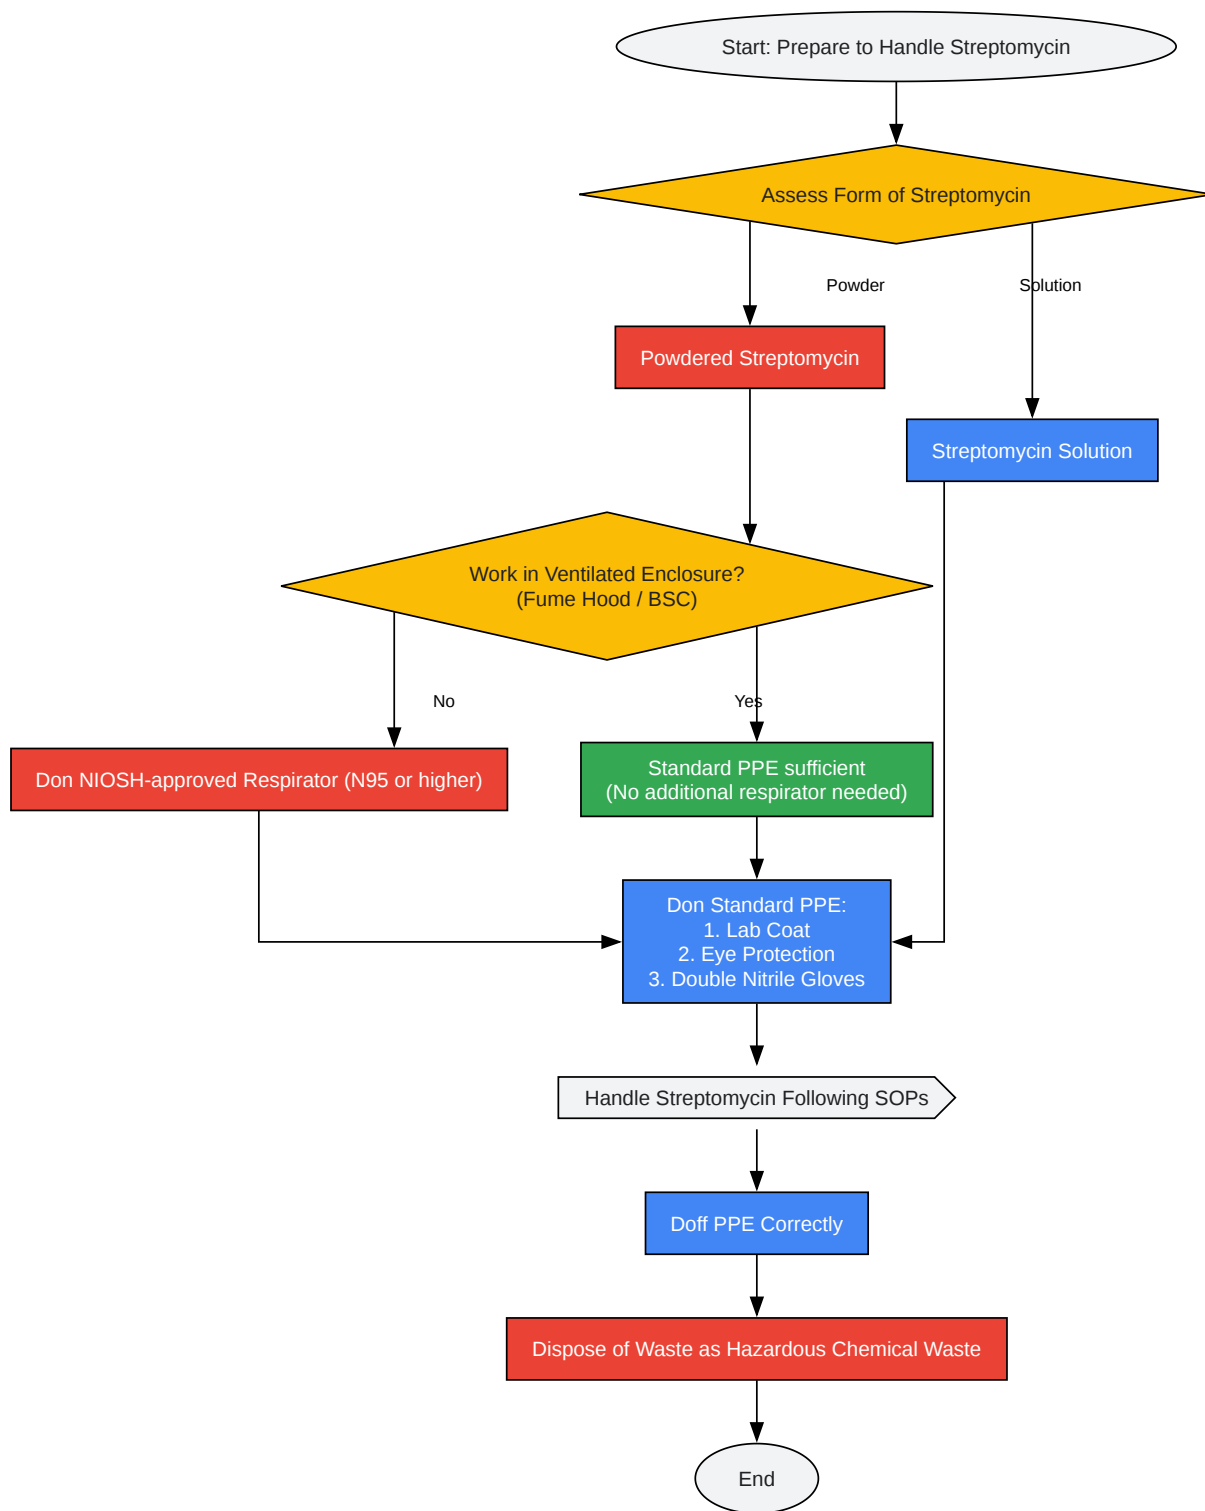 Start: Prepare to Handle Streptomycin
Assess Form of Streptomycin
Powder
Solution
Powdered Streptomycin
Streptomycin Solution
Work in Ventilated Enclosure?
(Fume Hood / BSC)
No
Yes
Don NIOSH-approved Respirator (N95 or higher)
Standard PPE sufficient
(No additional respirator needed)
Don Standard PPE:
1. Lab Coat
2. Eye Protection
3. Double Nitrile Gloves
Handle Streptomycin Following SOPs
Doff PPE Correctly
Dispose of Waste as Hazardous Chemical Waste
End